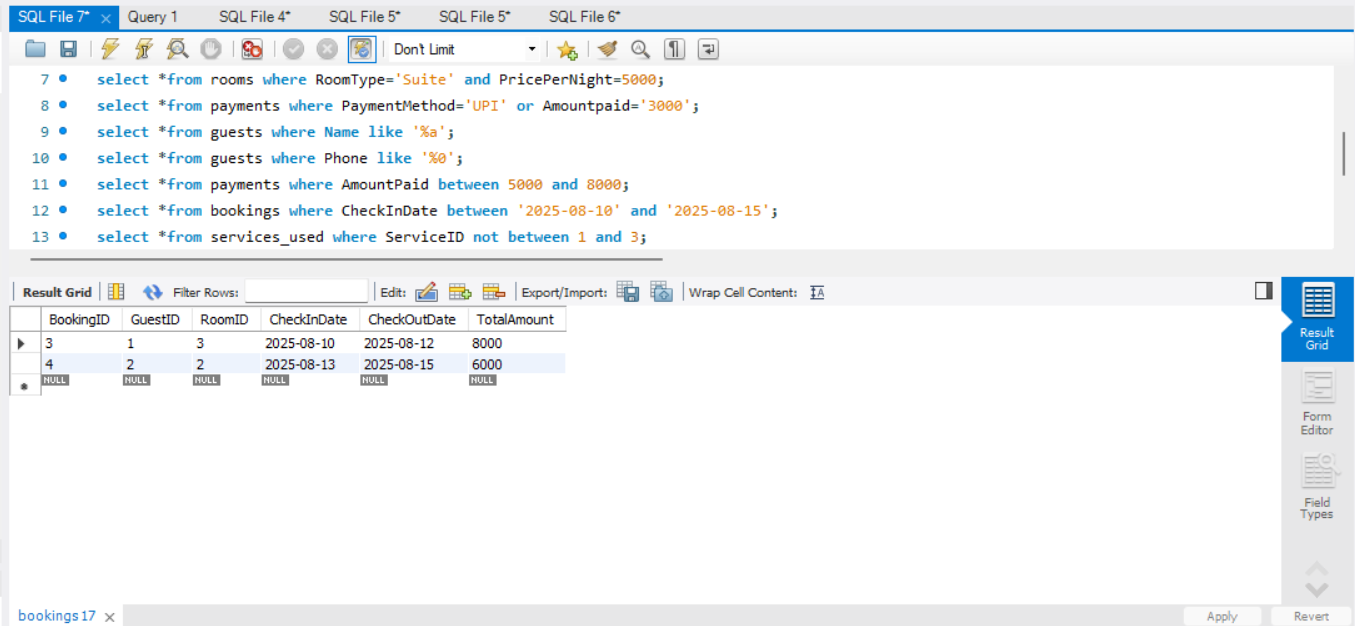 SQL File 7* Query 1 SQL File 4* SQL File 5* SQL File 5* SQL File 6*
Don't Limit
7 select *from rooms where RoomType='Suite' and PricePerNight=5000;
8 select *from payments where PaymentMethod='UPI' or Amountpaid='3000';
9 select *from guests where Name like '%a';
10 select *from guests where Phone like '%0';
11 select *from payments where AmountPaid between 5000 and 8000;
12 select *from bookings where CheckInDate between '2025-08-10' and '2025-08-15';
13 select *from services_used where ServiceID not between 1 and 3;
Result Grid Filter Rows: Edit: Export/Import: Wrap Cell Content: IA
BookingID GuestID RoomID CheckInDate CheckOutDate TotalAmount
3 1 3 2025-08-10 2025-08-12 8000
4 2 2 2025-08-13 2025-08-15 6000
NULL NULL NULL NULL NULL NULL
Result
Grid
Form
Editor
Field
Types
bookings17 Apply Revert